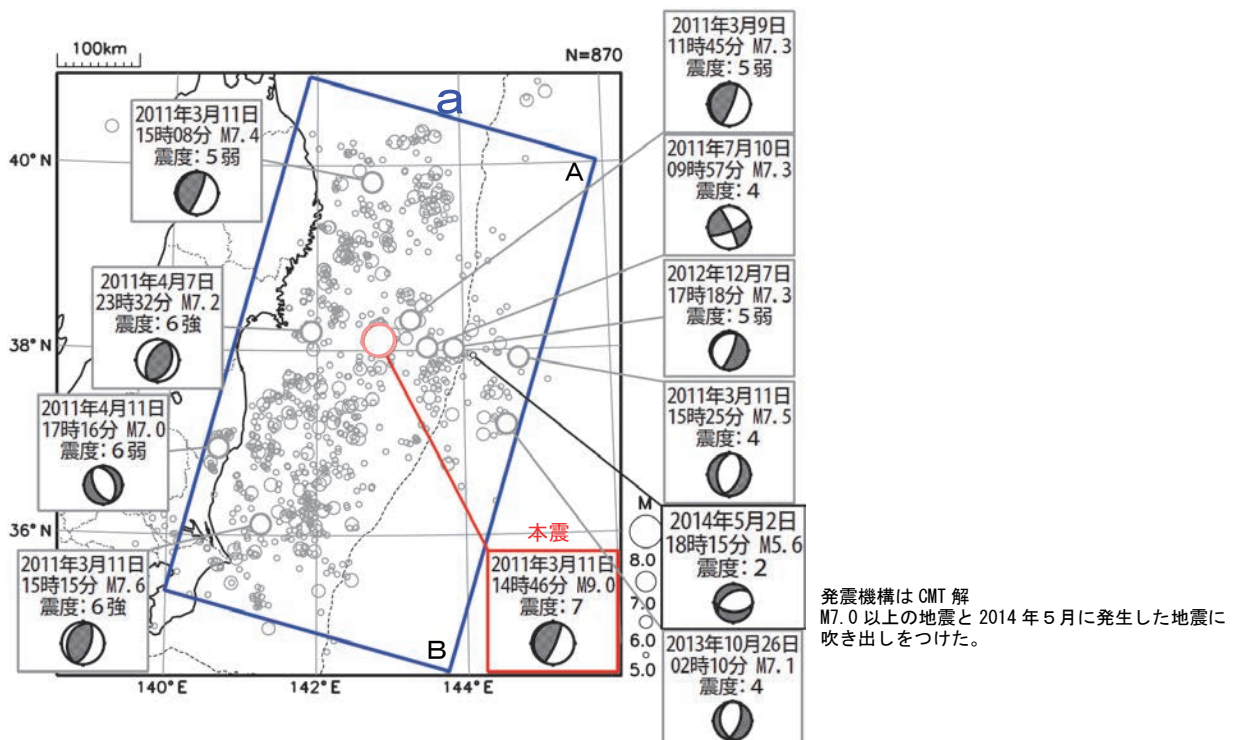 100km
N=870
a
A
B
40°N
38°N
36°N
140°E
142°E
144°E
2011年3月11日
15時08分 M7.4
震度：5弱
2011年4月7日
23時32分 M7.2
震度：6強
2011年4月11日
17時16分 M7.0
震度：6弱
2011年3月11日
15時15分 M7.6
震度：6強
2011年3月9日
11時45分 M7.3
震度：5弱
2011年7月10日
09時57分 M7.3
震度：4
2012年12月7日
17時18分 M7.3
震度：5弱
2011年3月11日
15時25分 M7.5
震度：4
2014年5月2日
18時15分 M5.6
震度：2
2013年10月26日
02時10分 M7.1
震度：4
本震
2011年3月11日
14時46分 M9.0
震度：7
M
8.0
7.0
6.0
5.0
発震機構は CMT 解
M7.0 以上の地震と 2014 年５月に発生した地震に
吹き出しをつけた。